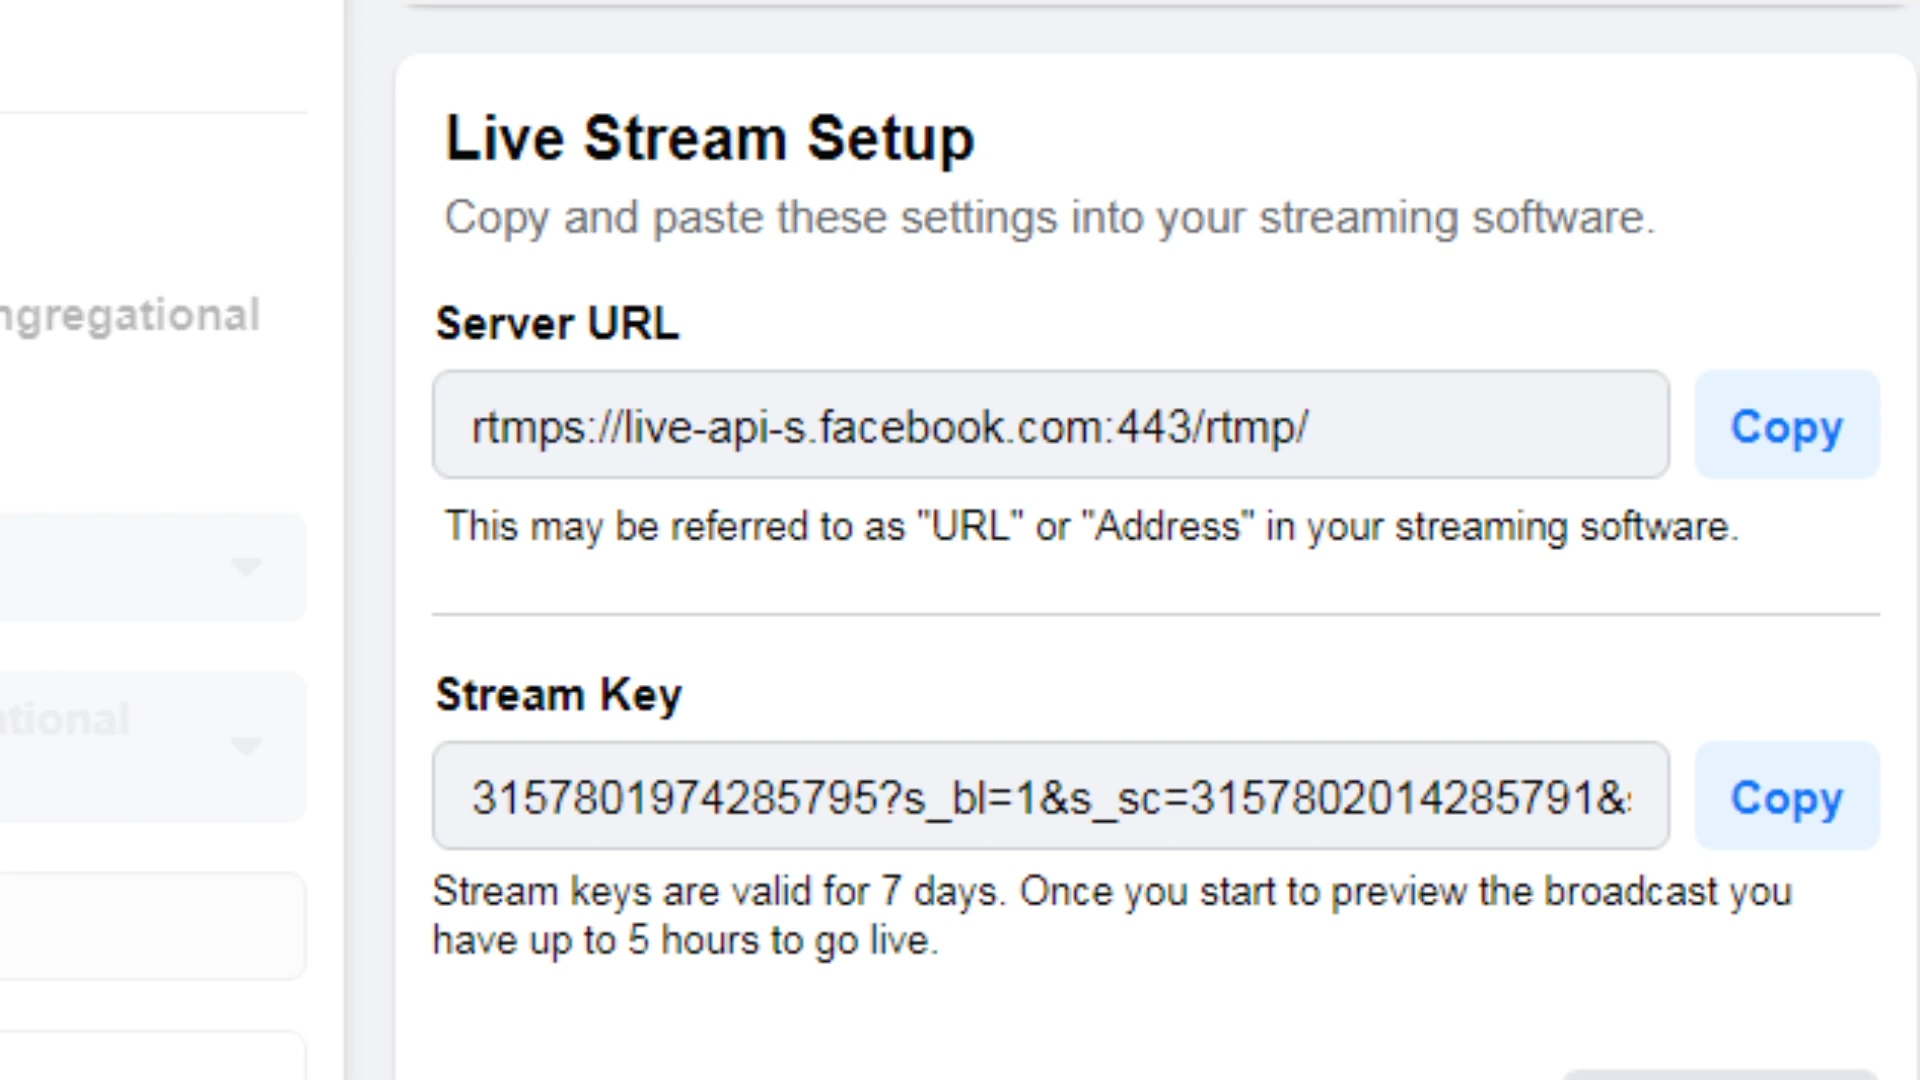 Live Stream Setup
Copy and paste these settings into your streaming software.
ngregational
Server URL
rtmps://live-api-s.facebook.com:443/rtmp/
Copy
This may be referred to as "URL" or "Address" in your streaming software.
Stream Key
ational
3157801974285795?s_bl=1&s_sc=3157802014285791&
Copy
Stream keys are valid for 7 days. Once you start to preview the broadcast you
have up to 5 hours to go live.